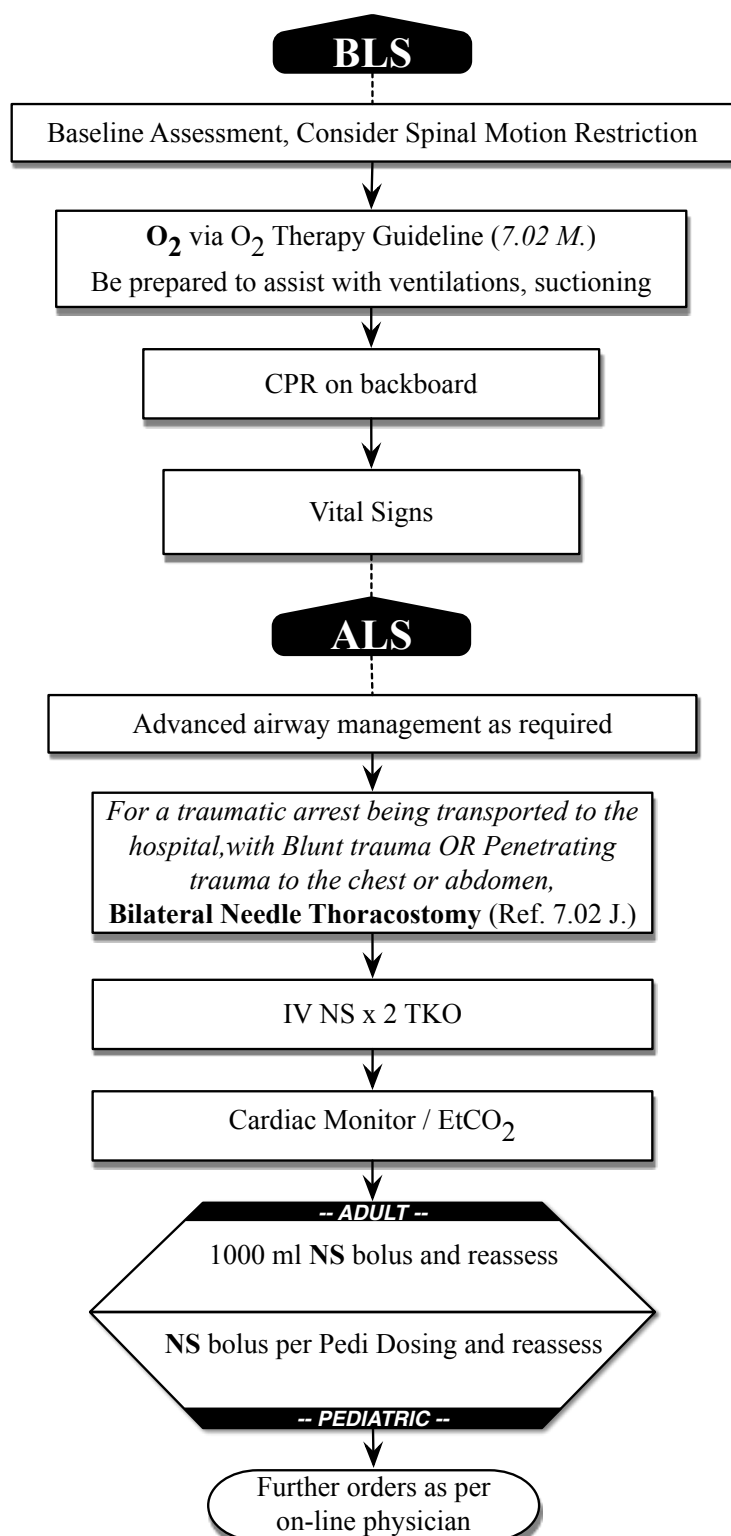 BLS
Baseline Assessment, Consider Spinal Motion Restriction
O2 via O2 Therapy Guideline (7.02 M.)
Be prepared to assist with ventilations, suctioning
CPR on backboard
Vital Signs
ALS
Advanced airway management as required
For a traumatic arrest being transported to the
hospital,with Blunt trauma OR Penetrating
trauma to the chest or abdomen,
Bilateral Needle Thoracostomy (Ref. 7.02 J.)
IV NS x 2 TKO
Cardiac Monitor / EtCO2
-- ADULT --
1000 ml NS bolus and reassess
NS bolus per Pedi Dosing and reassess
-- PEDIATRIC --
Further orders as per
on-line physician